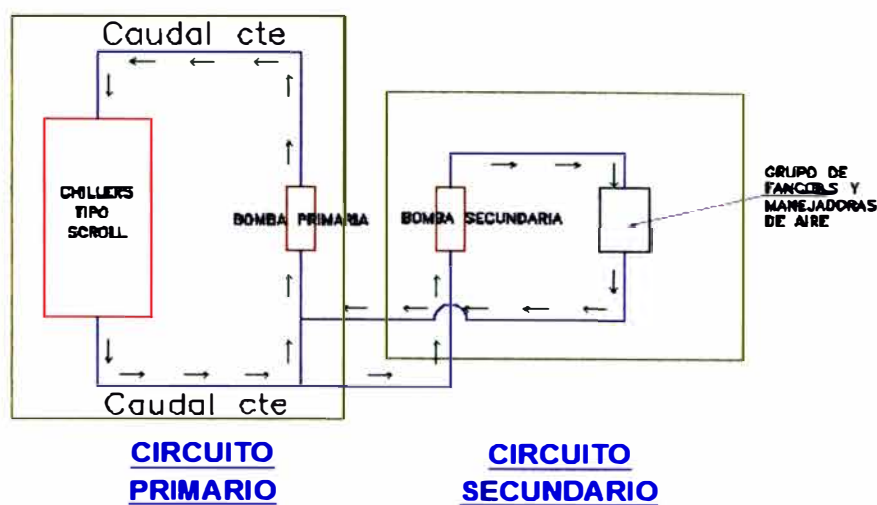 Caudal cte
CHILLERS
TIPO
SCROLL
BOMBA PRIMARIA
BOMBA SECUNDARIA
GRUPO DE
FANCOILS Y
MANEJADORAS
DE AIRE
Caudal cte
CIRCUITO
PRIMARIO
CIRCUITO
SECUNDARIO